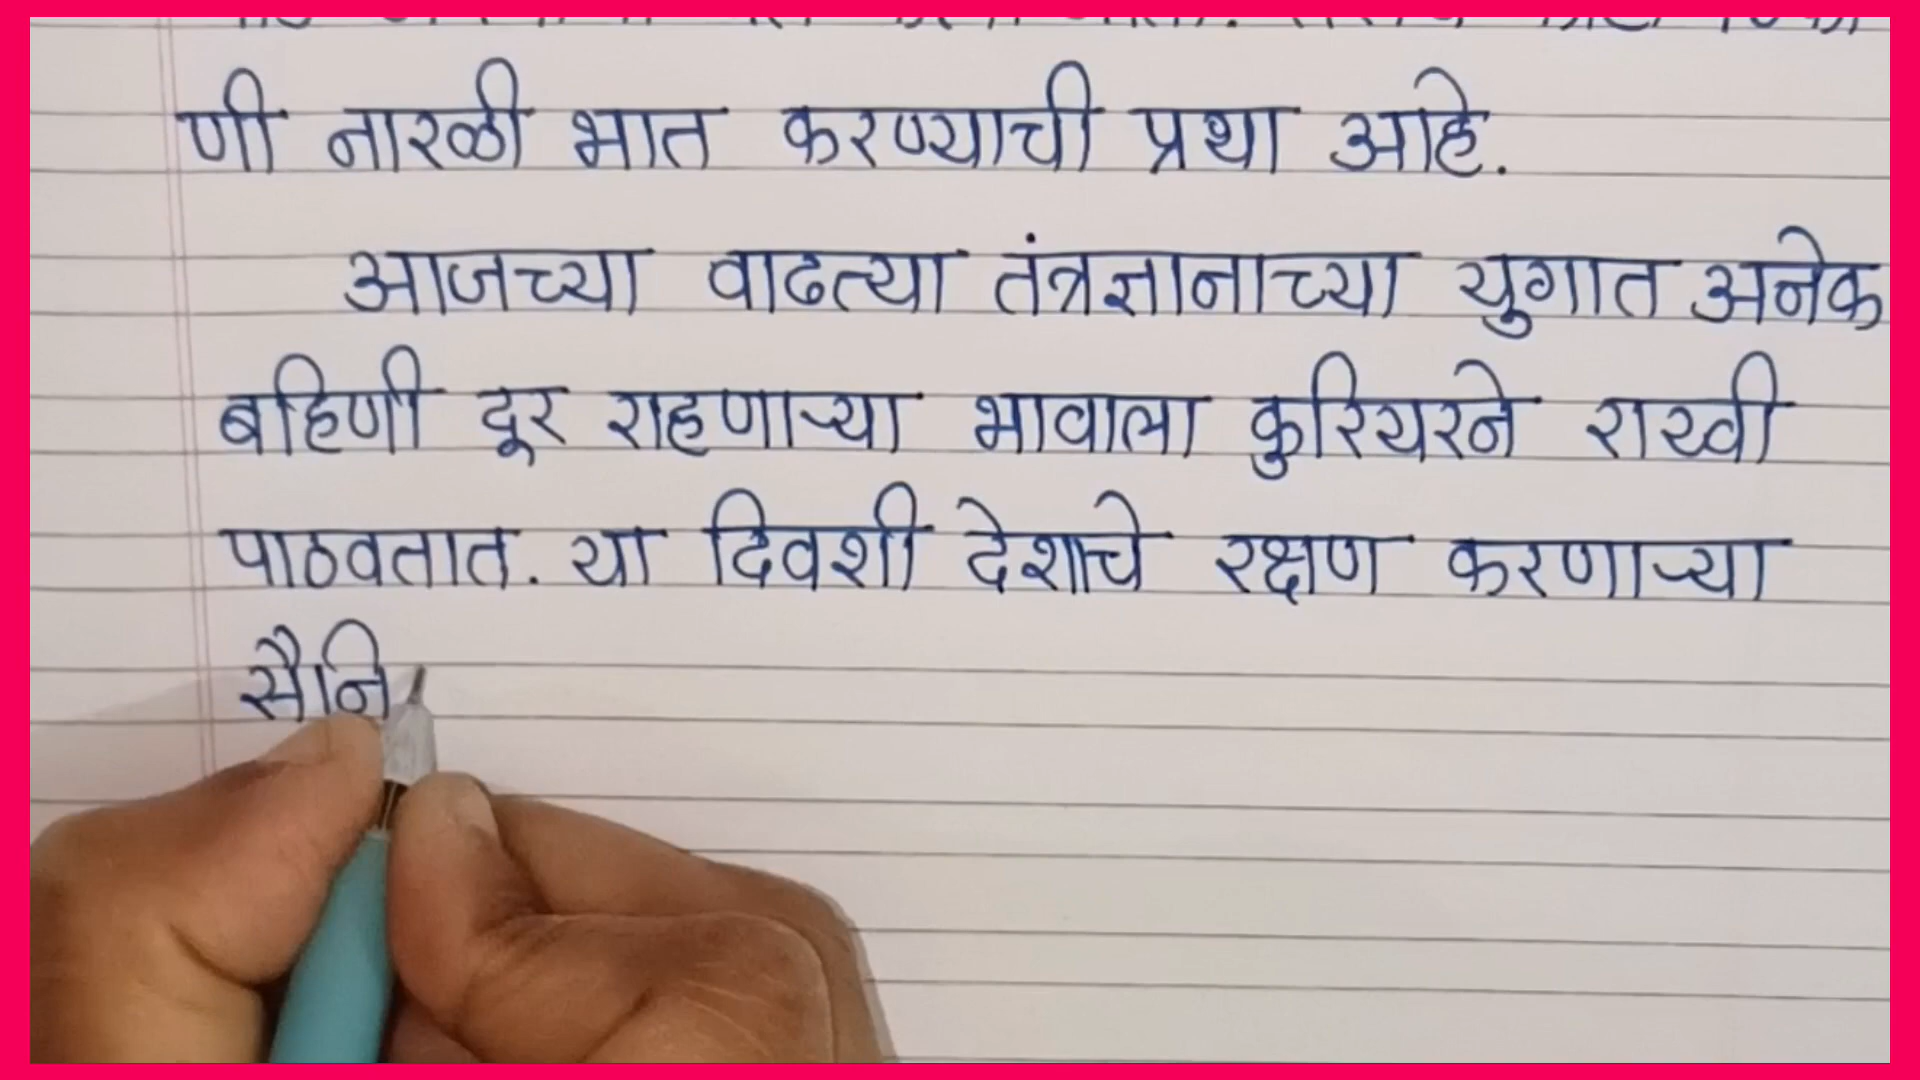 णी नारळी भात करण्याची प्रथा आहे.
आजच्या वाढत्या तंत्रज्ञानाच्या युगात अनेक
बहिणी दूर राहणाऱ्या भावाला कुरियरने राखी
पाठवतात. या दिवशी देशाचे रक्षण करणाऱ्या
सैनि